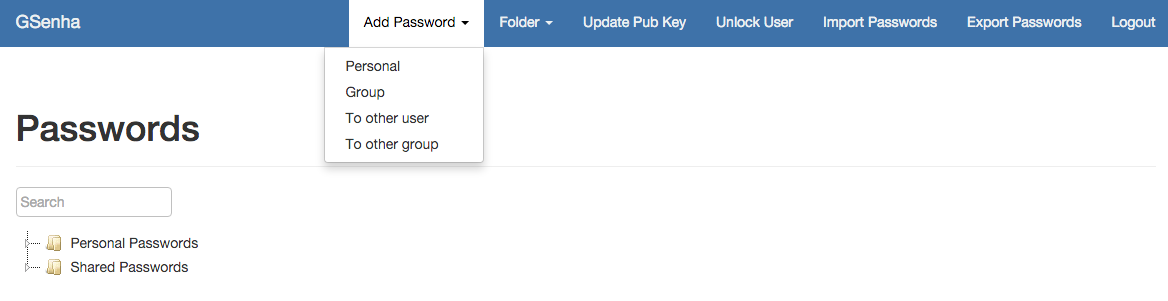 GSenha Add Password Folder Update Pub Key Unlock User Import Passwords Export Passwords Logout
Personal
Group
To other user
To other group
Passwords
Search
Personal Passwords
Shared Passwords